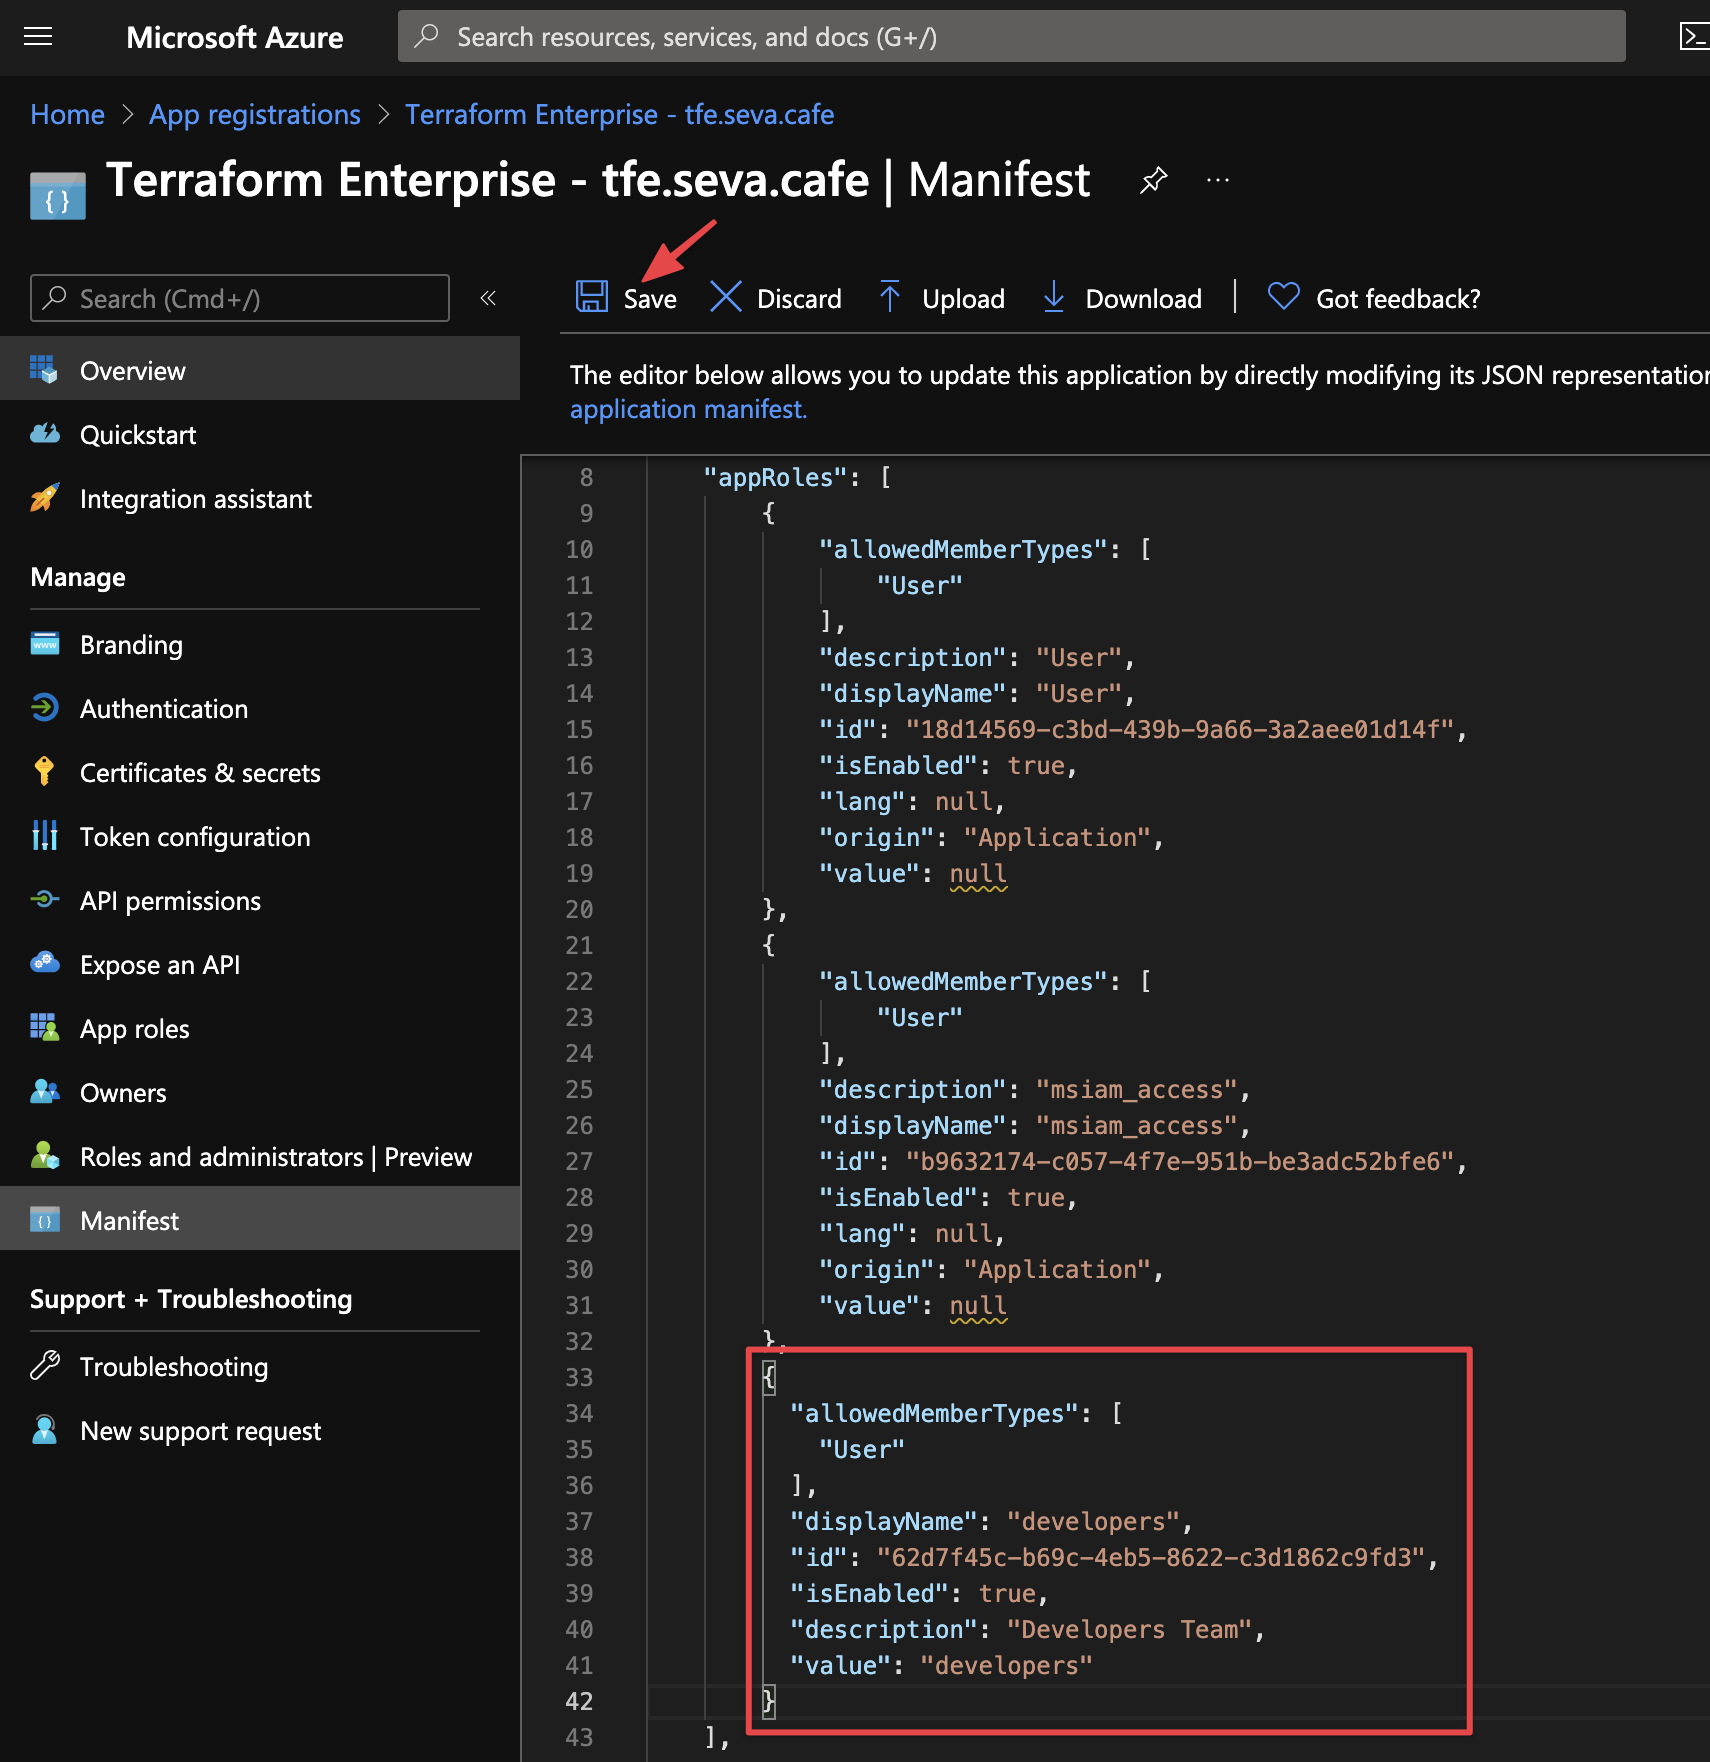 Microsoft Azure
Search resources, services, and docs (G+/)
Home > App registrations > Terraform Enterprise - tfe.seva.cafe
Terraform Enterprise - tfe.seva.cafe | Manifest
Search (Cmd+/)
Overview
Quickstart
Integration assistant
Manage
Branding
Authentication
Certificates & secrets
Token configuration
API permissions
Expose an API
App roles
Owners
Roles and administrators | Preview
Manifest
Support + Troubleshooting
Troubleshooting
New support request
Save Discard Upload Download | Got feedback?
The editor below allows you to update this application by directly modifying its JSON representation
application manifest.
8 "appRoles": [
9 {
10 "allowedMemberTypes": [
11 "User"
12 ],
13 "description": "User",
14 "displayName": "User",
15 "id": "18d14569-c3bd-439b-9a66-3a2aee01d14f",
16 "isEnabled": true,
17 "lang": null,
18 "origin": "Application",
19 "value": null
20 },
21 {
22 "allowedMemberTypes": [
23 "User"
24 ],
25 "description": "msiam_access",
26 "displayName": "msiam_access",
27 "id": "b9632174-c057-4f7e-951b-be3adc52bfe6",
28 "isEnabled": true,
29 "lang": null,
30 "origin": "Application",
31 "value": null
32 },
33 {
34 "allowedMemberTypes": [
35 "User"
36 ],
37 "displayName": "developers",
38 "id": "62d7f45c-b69c-4eb5-8622-c3d1862c9fd3",
39 "isEnabled": true,
40 "description": "Developers Team",
41 "value": "developers"
42 }
43 ],